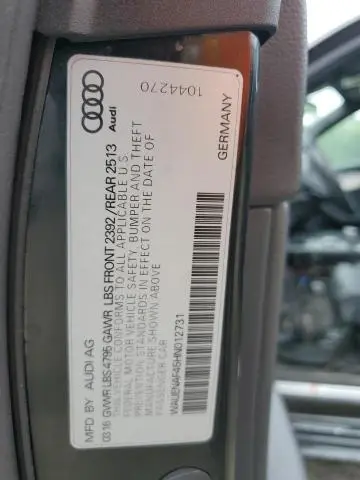 MFD BY AUDI AG
03 16 GVWR LBS 4795 GAWR LBS FRONT 2392/REAR 2513
THIS VEHICLE CONFORMS TO ALL APPLICABLE U.S.
FEDERAL MOTOR VEHICLE SAFETY, BUMPER AND THEFT
PREVENTION STANDARDS IN EFFECT ON THE DATE OF
MANUFACTURE SHOWN ABOVE
PASSENGER CAR
WAUENAF45HN012731
GERMANY
Audi
1044270